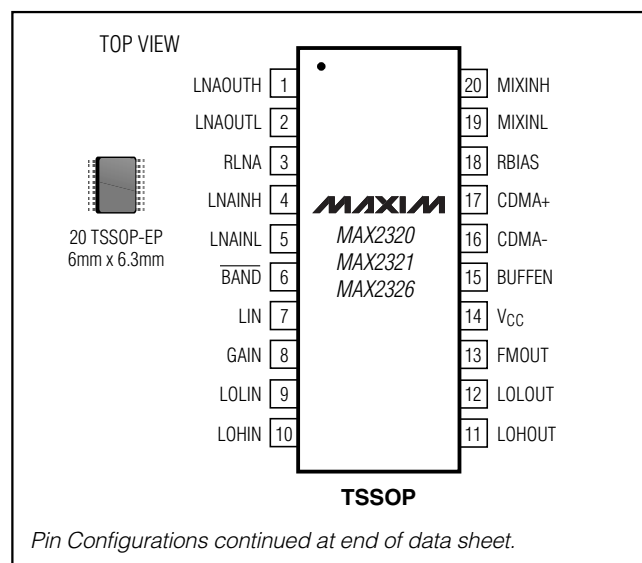 TOP VIEW
LNAOUTH 1
LNAOUTL 2
RLNA 3
LNAINH 4
LNAINL 5
BAND 6
LIN 7
GAIN 8
LOLIN 9
LOHIN 10
20 TSSOP-EP
6mm x 6.3mm
MAXIM
MAX2320
MAX2321
MAX2326
20 MIXINH
19 MIXINL
18 RBIAS
17 CDMA+
16 CDMA-
15 BUFFEN
14 VCC
13 FMOUT
12 LOLOUT
11 LOHOUT
TSSOP
Pin Configurations continued at end of data sheet.